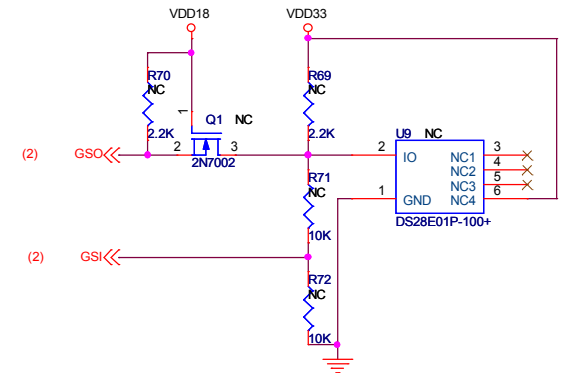 VDD18 VDD33
R70
NC
2.2K
R69
NC
2.2K
1
Q1 NC
2 3
2N7002
(2) GSO
U9 NC
2 IO
1 GND
NC1 3
NC2 4
NC3 5
NC4 6
DS28E01P-100+
R71
NC
10K
(2) GSI
R72
NC
10K